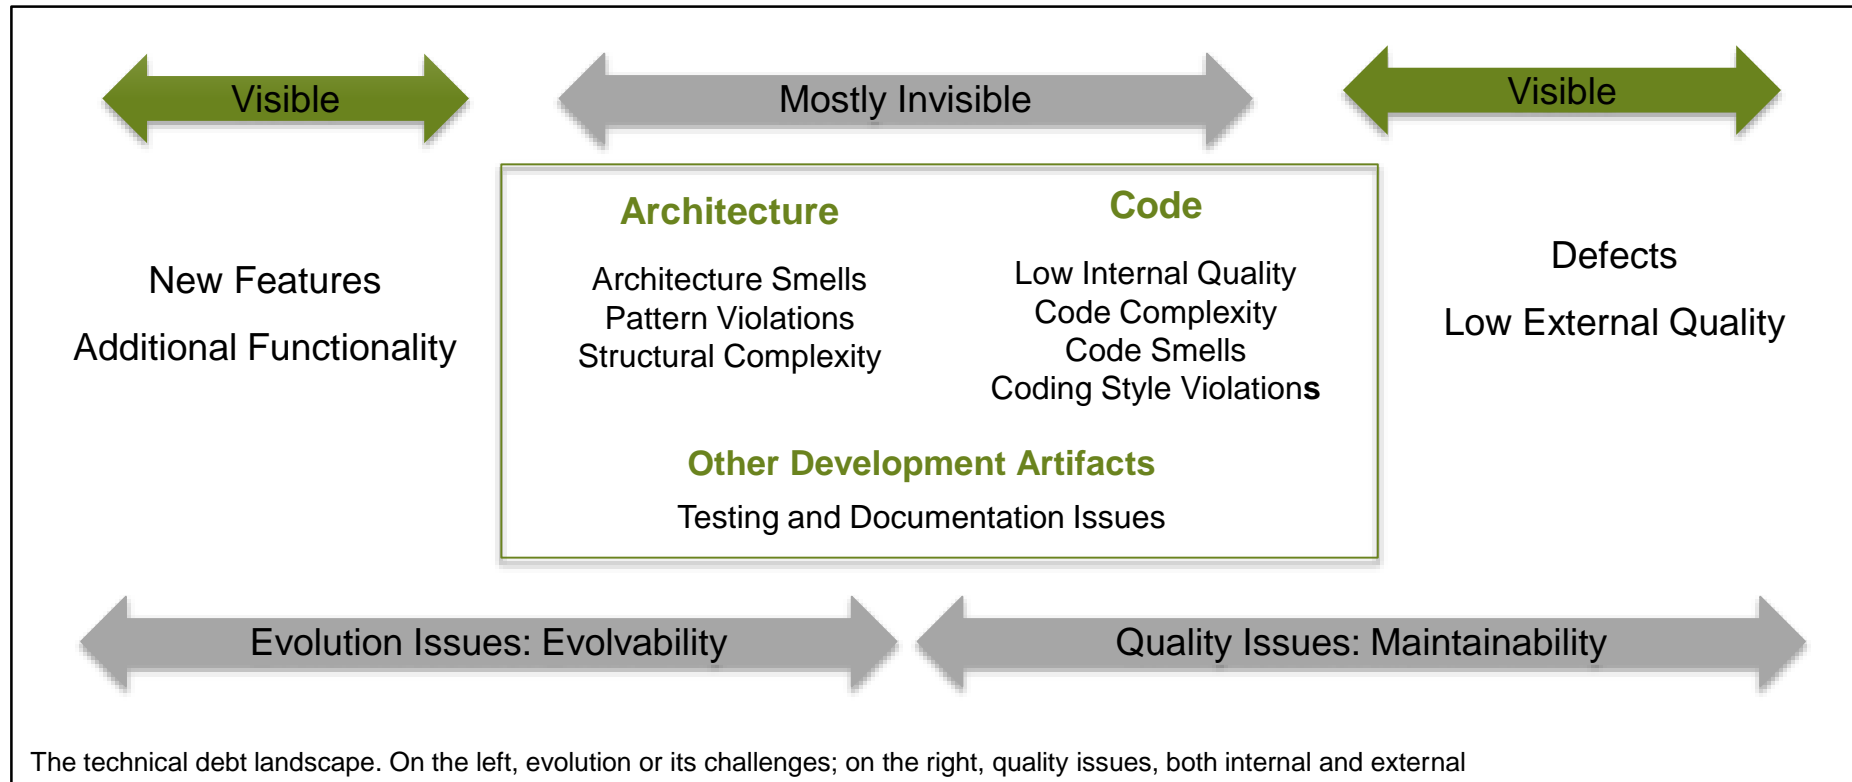 Visible
Mostly Invisible
Visible
New Features
Additional Functionality
Architecture
Architecture Smells
Pattern Violations
Structural Complexity
Code
Low Internal Quality
Code Complexity
Code Smells
Coding Style Violations
Other Development Artifacts
Testing and Documentation Issues
Defects
Low External Quality
Evolution Issues: Evolvability
Quality Issues: Maintainability
The technical debt landscape. On the left, evolution or its challenges; on the right, quality issues, both internal and external